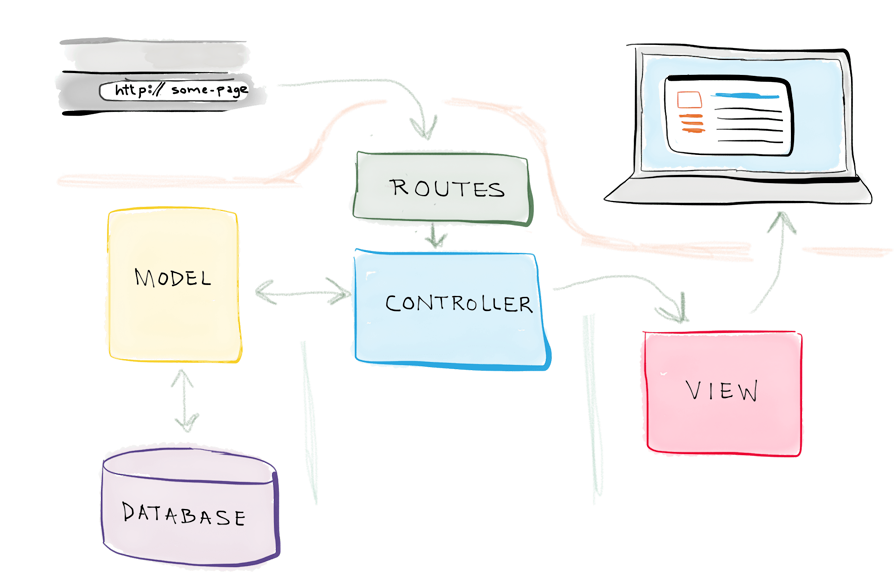 http:// some-page
ROUTES
MODEL
CONTROLLER
VIEW
DATABASE